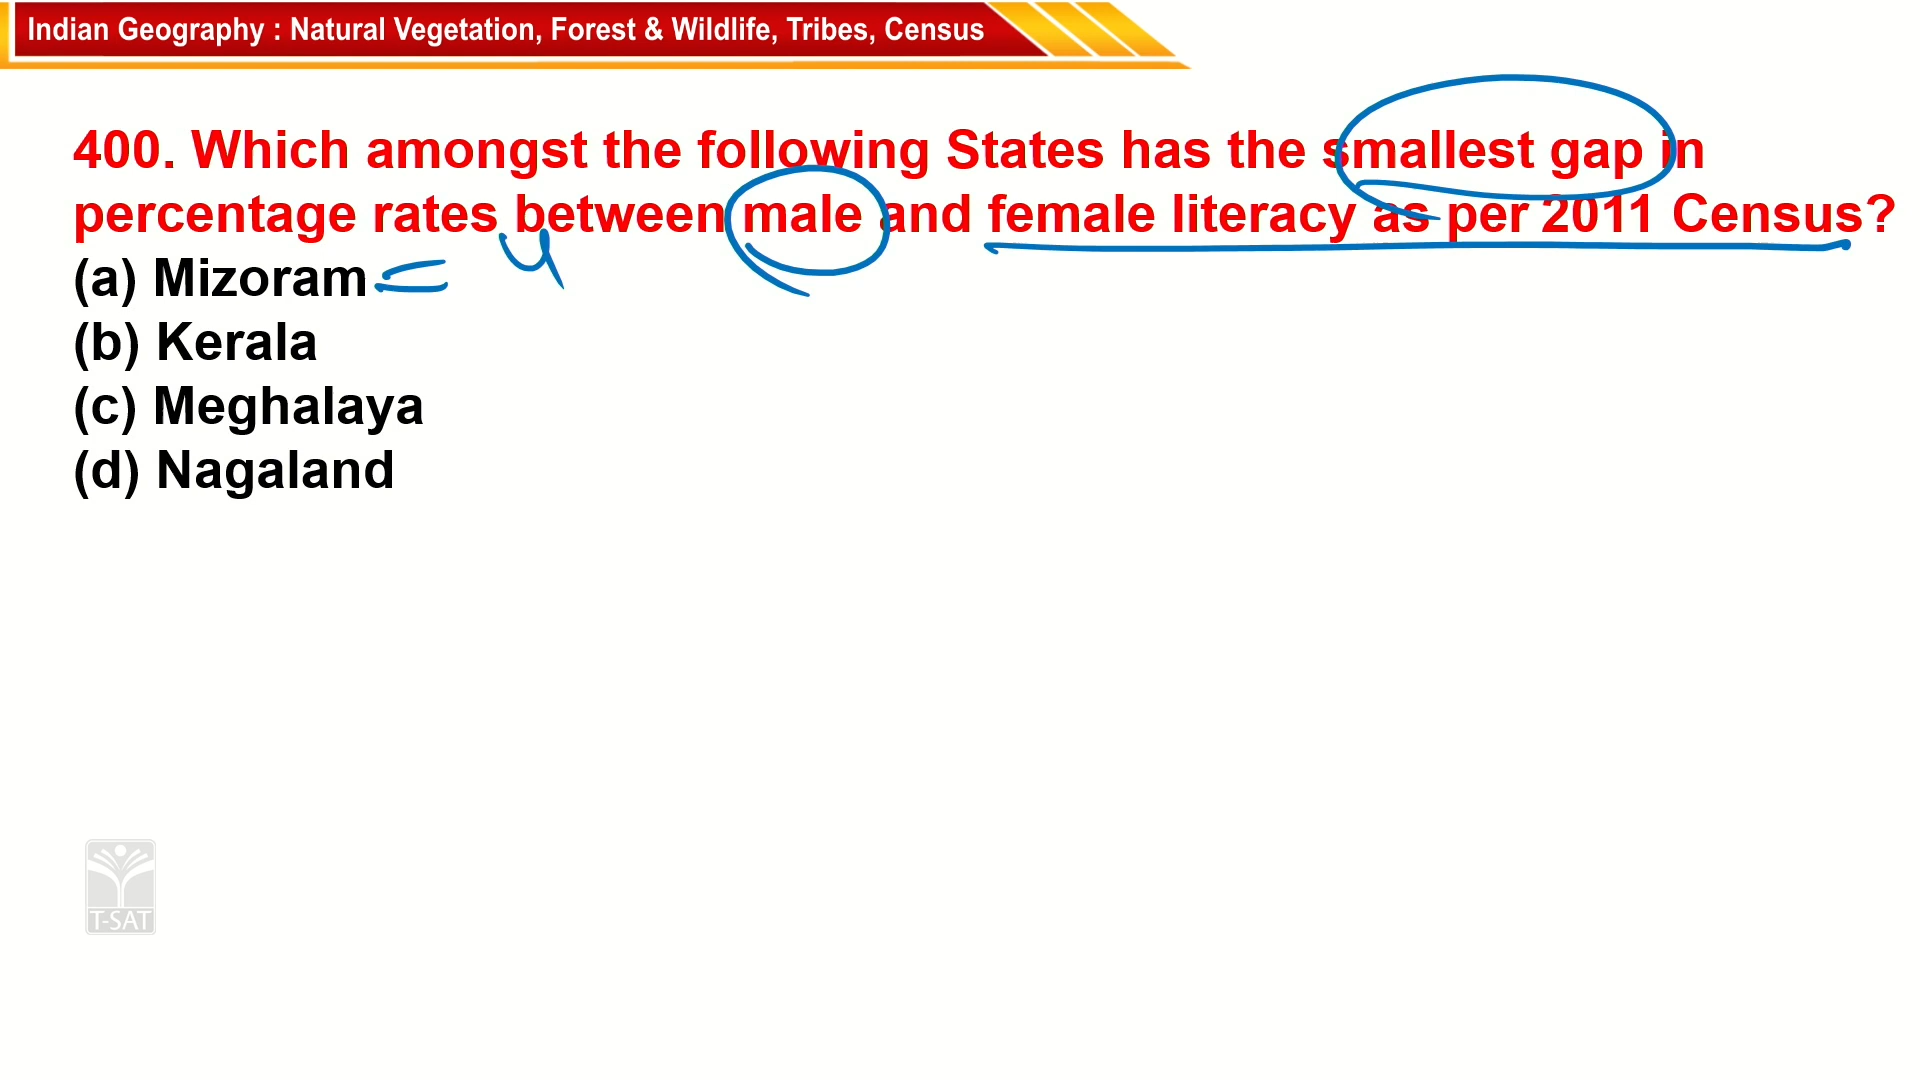 Indian Geography : Natural Vegetation, Forest & Wildlife, Tribes, Census
400. Which amongst the following States has the smallest gap in
percentage rates between male and female literacy as per 2011 Census?
(a) Mizoram = 4
(b) Kerala
(c) Meghalaya
(d) Nagaland
T-SAT